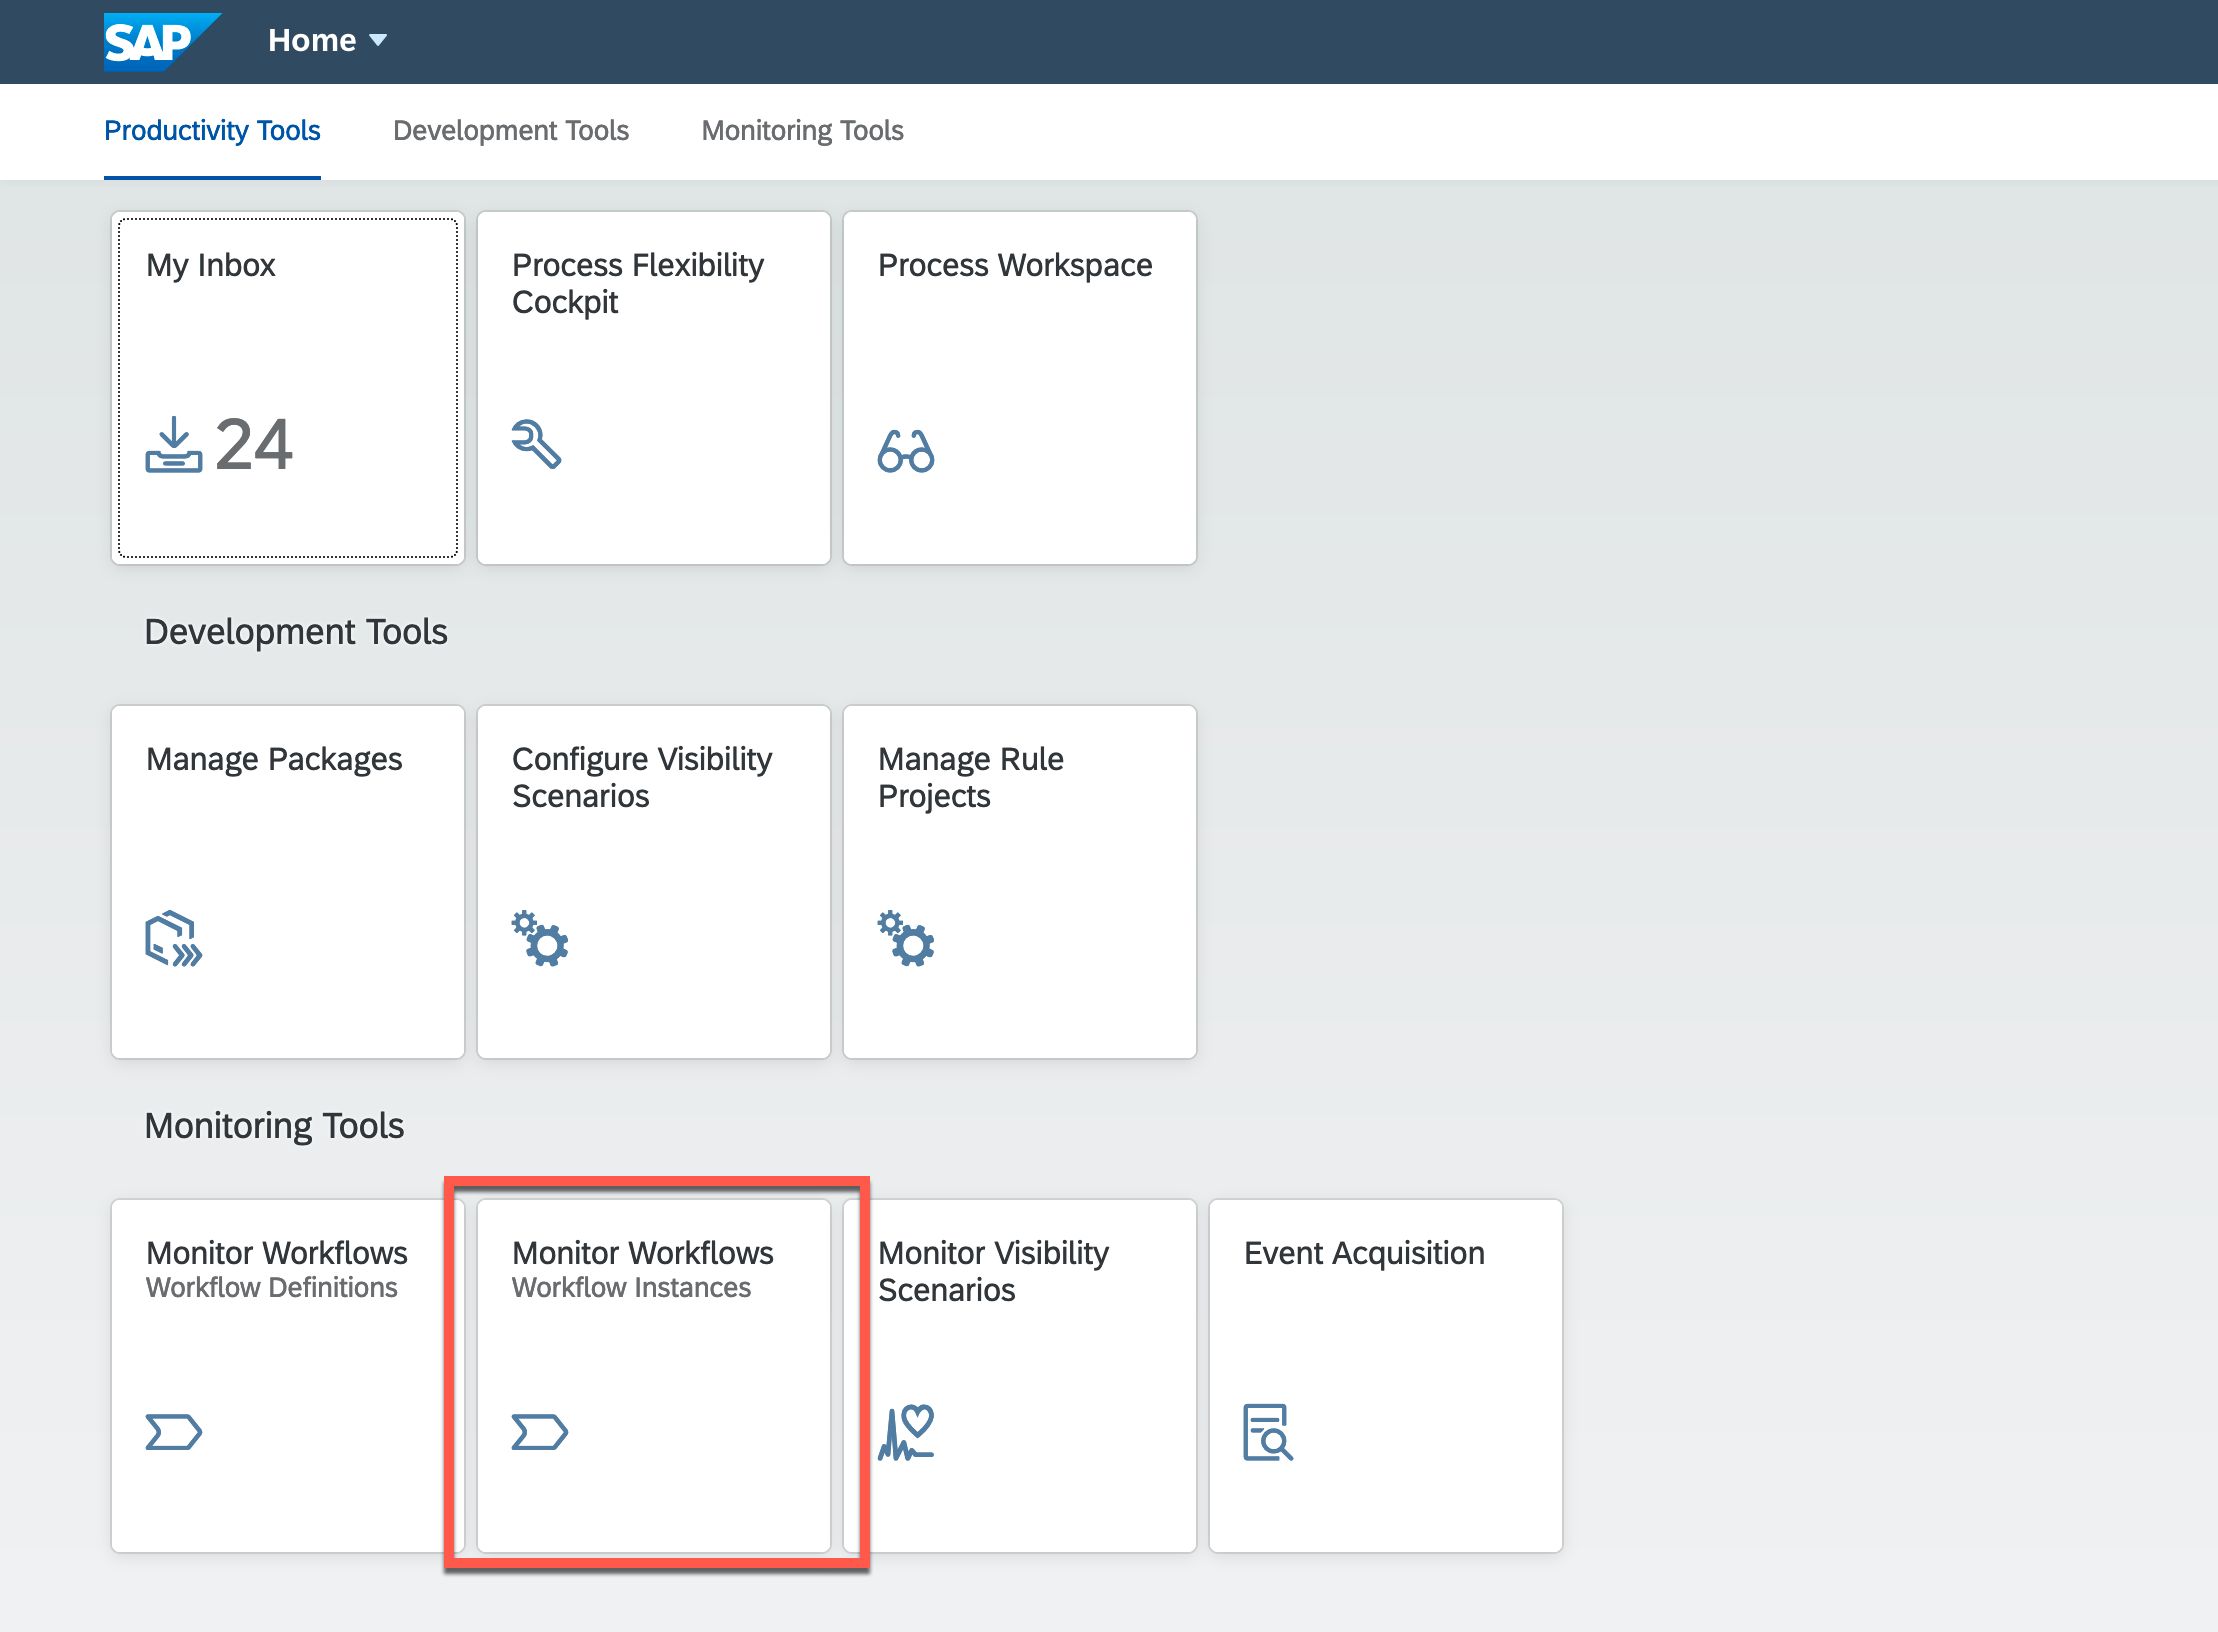 SAP
Home
Productivity Tools
Development Tools
Monitoring Tools
My Inbox
24
Process Flexibility
Cockpit
Process Workspace
Development Tools
Manage Packages
Configure Visibility
Scenarios
Manage Rule
Projects
Monitoring Tools
Monitor Workflows
Workflow Definitions
Monitor Workflows
Workflow Instances
Monitor Visibility
Scenarios
Event Acquisition